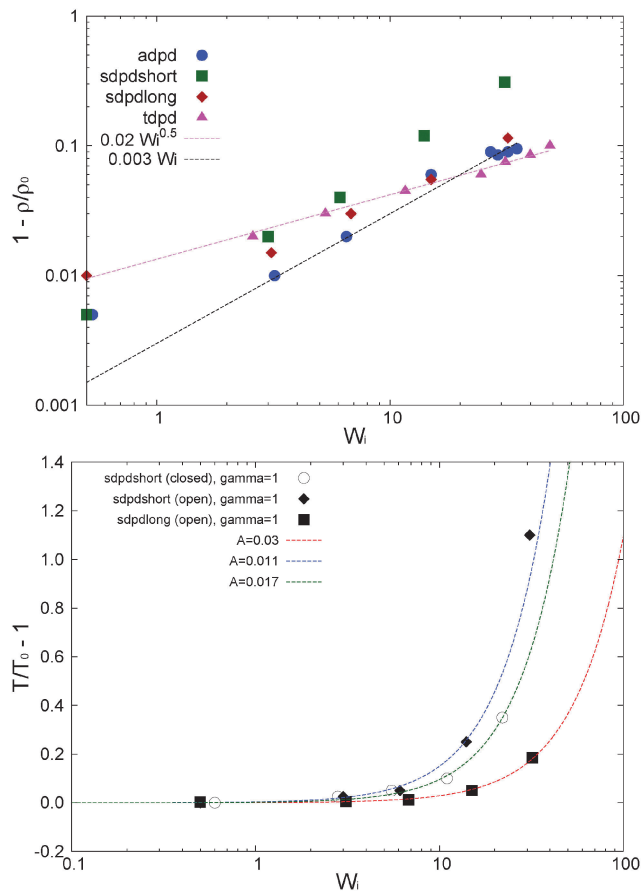 1
0.1
0.01
0.001
1 - ρ/ρ0
adpd
sdpdshort
sdpdlong
tdpd
0.02 Wi^0.5
0.003 Wi
1
10
100
Wi
1.4
1.2
1.0
0.8
0.6
0.4
0.2
0.0
-0.2
T/T0 - 1
sdpdshort (closed), gamma=1
sdpdshort (open), gamma=1
sdpdlong (open), gamma=1
A=0.03
A=0.011
A=0.017
0.1
1
10
100
Wi